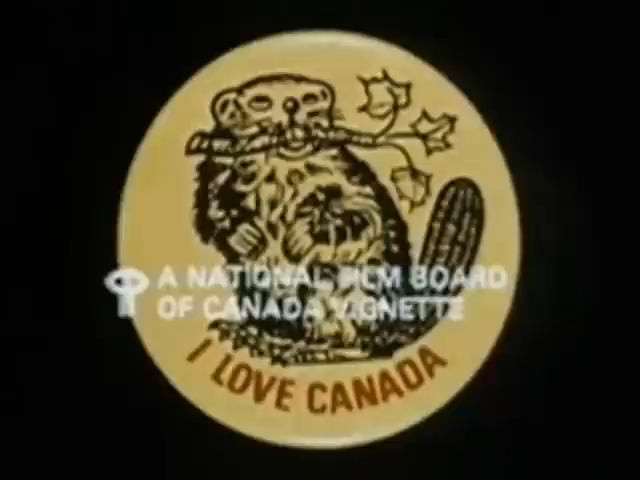 A NATIONAL FILM BOARD
OF CANADA VIGNETTE
I LOVE CANADA